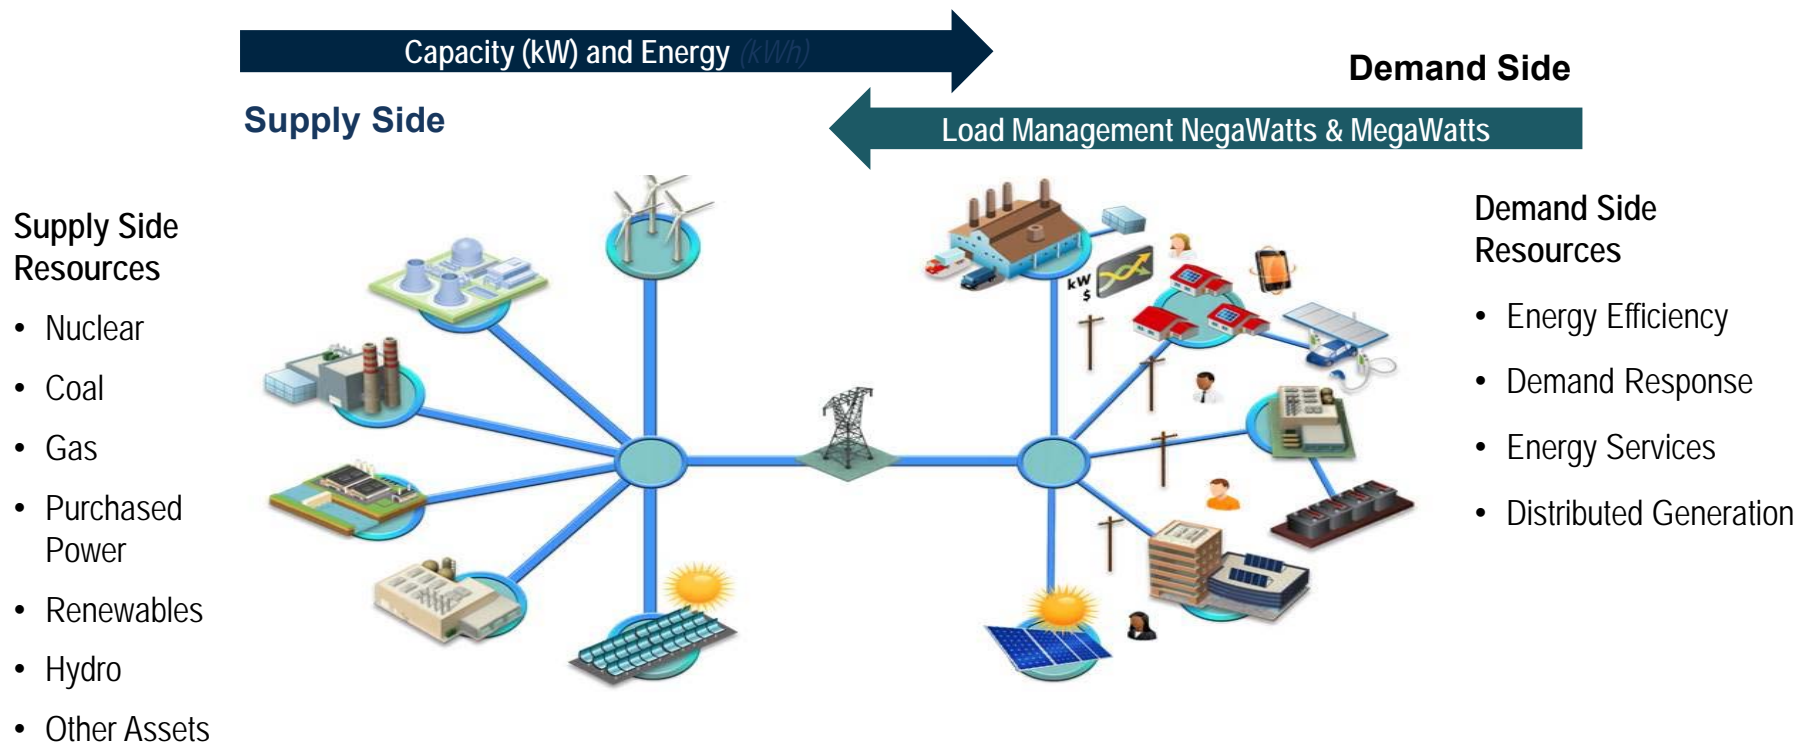 Capacity (kW) and Energy (kWh)
Demand Side
Supply Side
Load Management NegaWatts & MegaWatts
Supply Side
Resources
• Nuclear
• Coal
• Gas
• Purchased
Power
• Renewables
• Hydro
• Other Assets
kW
$
Demand Side
Resources
• Energy Efficiency
• Demand Response
• Energy Services
• Distributed Generation